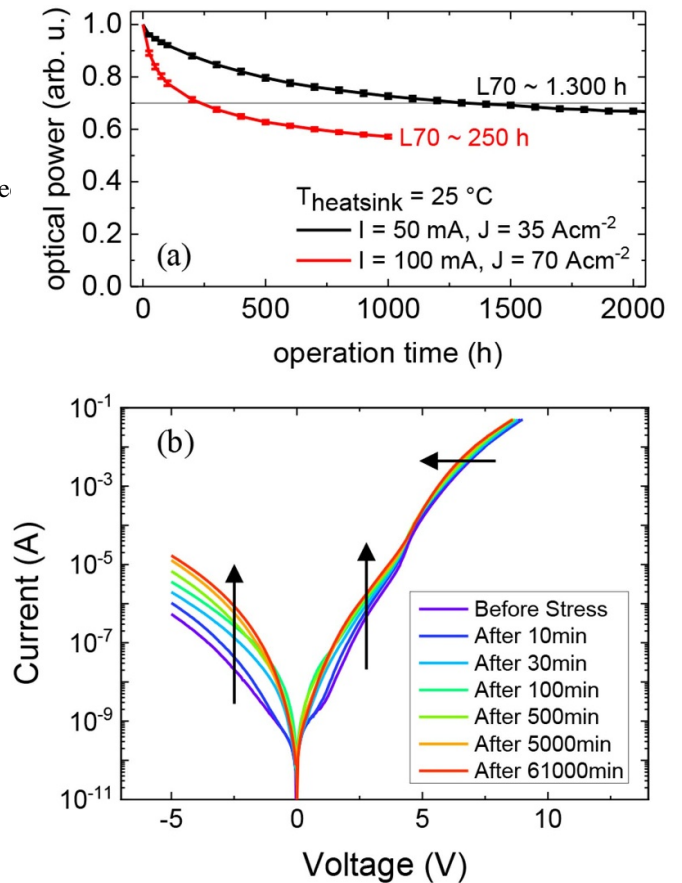 e
optical power (arb. u.)
1.0
0.8
0.6
0.4
0.2
0.0
L70 ~ 1.300 h
L70 ~ 250 h
T_heatsink = 25 °C
I = 50 mA, J = 35 Acm⁻²
I = 100 mA, J = 70 Acm⁻²
(a)
0 500 1000 1500 2000
operation time (h)
Current (A)
10⁻¹
10⁻³
10⁻⁵
10⁻⁷
10⁻⁹
10⁻¹¹
(b)
Before Stress
After 10min
After 30min
After 100min
After 500min
After 5000min
After 61000min
-5 0 5 10
Voltage (V)